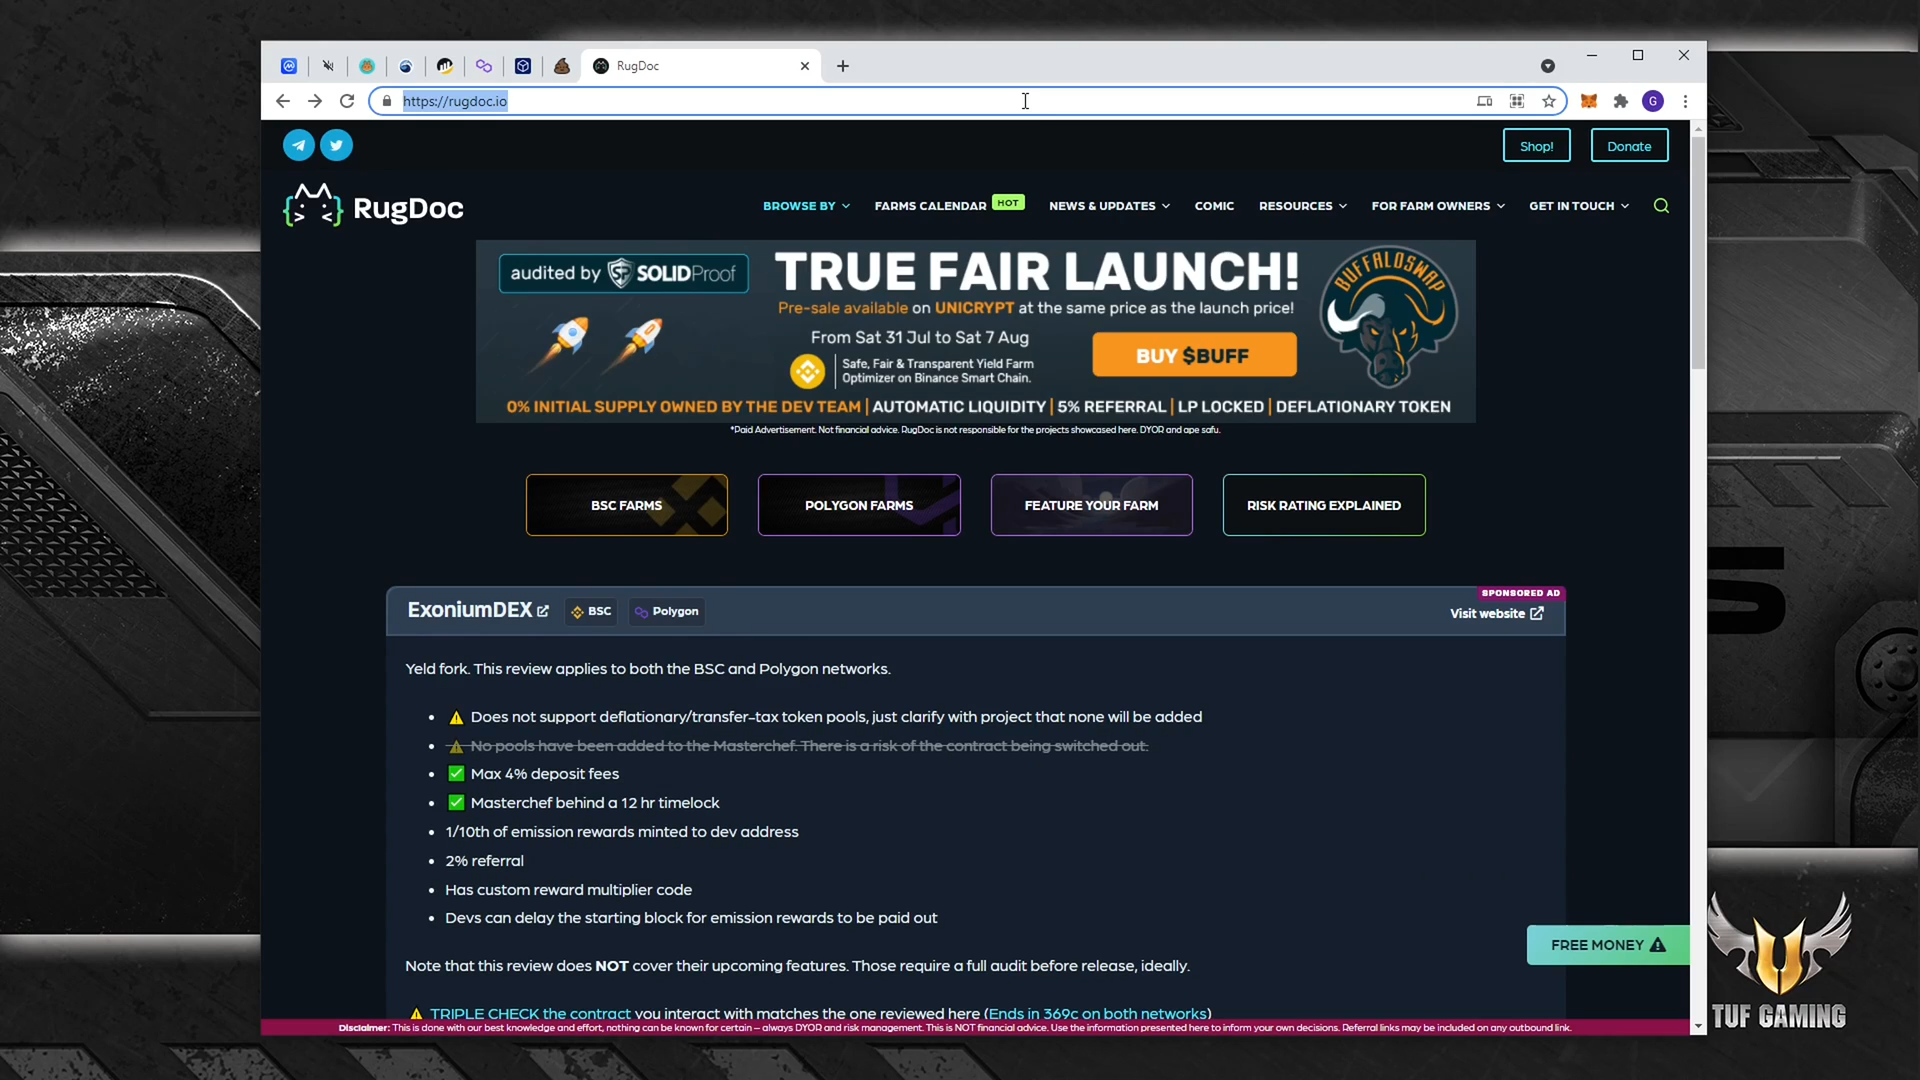 RugDoc
https://rugdoc.io
G
Shop!
Donate
RugDoc
BROWSE BY
FARMS CALENDAR HOT
NEWS & UPDATES
COMIC
RESOURCES
FOR FARM OWNERS
GET IN TOUCH
audited by SOLIDProof
TRUE FAIR LAUNCH!
Pre-sale available on UNICRYPT at the same price as the launch price!
From Sat 31 Jul to Sat 7 Aug
Safe, Fair & Transparent Yield Farm
Optimizer on Binance Smart Chain.
BUY $BUFF
BUFFALOSWAP
0% INITIAL SUPPLY OWNED BY THE DEV TEAM | AUTOMATIC LIQUIDITY | 5% REFERRAL | LP LOCKED | DEFLATIONARY TOKEN
*Paid Advertisement. Not financial advice. RugDoc is not responsible for the projects showcased here. DYOR and ape safu.
BSC FARMS
POLYGON FARMS
FEATURE YOUR FARM
RISK RATING EXPLAINED
SPONSORED AD
ExoniumDEX
BSC
Polygon
Visit website
Yeld fork. This review applies to both the BSC and Polygon networks.
• ⚠ Does not support deflationary/transfer-tax token pools, just clarify with project that none will be added
• ⚠ No pools have been added to the Masterchef. There is a risk of the contract being switched out.
• ✅ Max 4% deposit fees
• ✅ Masterchef behind a 12 hr timelock
• 1/10th of emission rewards minted to dev address
• 2% referral
• Has custom reward multiplier code
• Devs can delay the starting block for emission rewards to be paid out
FREE MONEY
Note that this review does NOT cover their upcoming features. Those require a full audit before release, ideally.
⚠ TRIPLE CHECK the contract you interact with matches the one reviewed here (Ends in 369c on both networks)
Disclaimer: This is done with our best knowledge and effort, nothing can be known for certain – always DYOR and risk management. This is NOT financial advice. Use the information presented here to inform your own decisions. Referral links may be included on any outbound link.
TUF GAMING